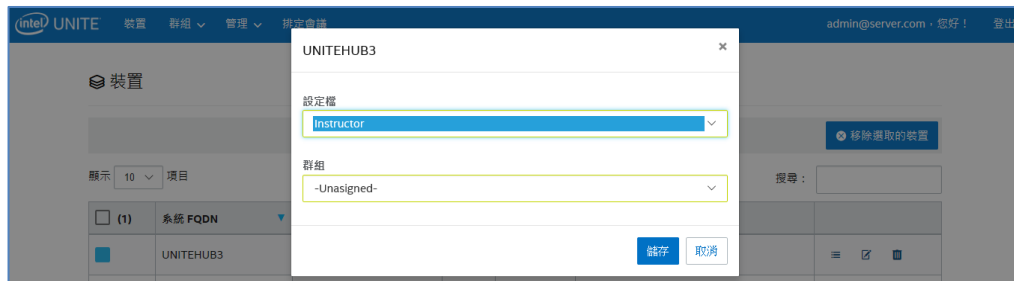 intel UNITE 裝置 群組 管理 排定會議 admin@server.com，您好！ 登出
UNITEHUB3 ×
裝置
設定檔
Instructor
移除選取的裝置
群組
顯示 10 項目 搜尋：
-Unasigned-
(1) 系統 FQDN
UNITEHUB3
儲存 取消